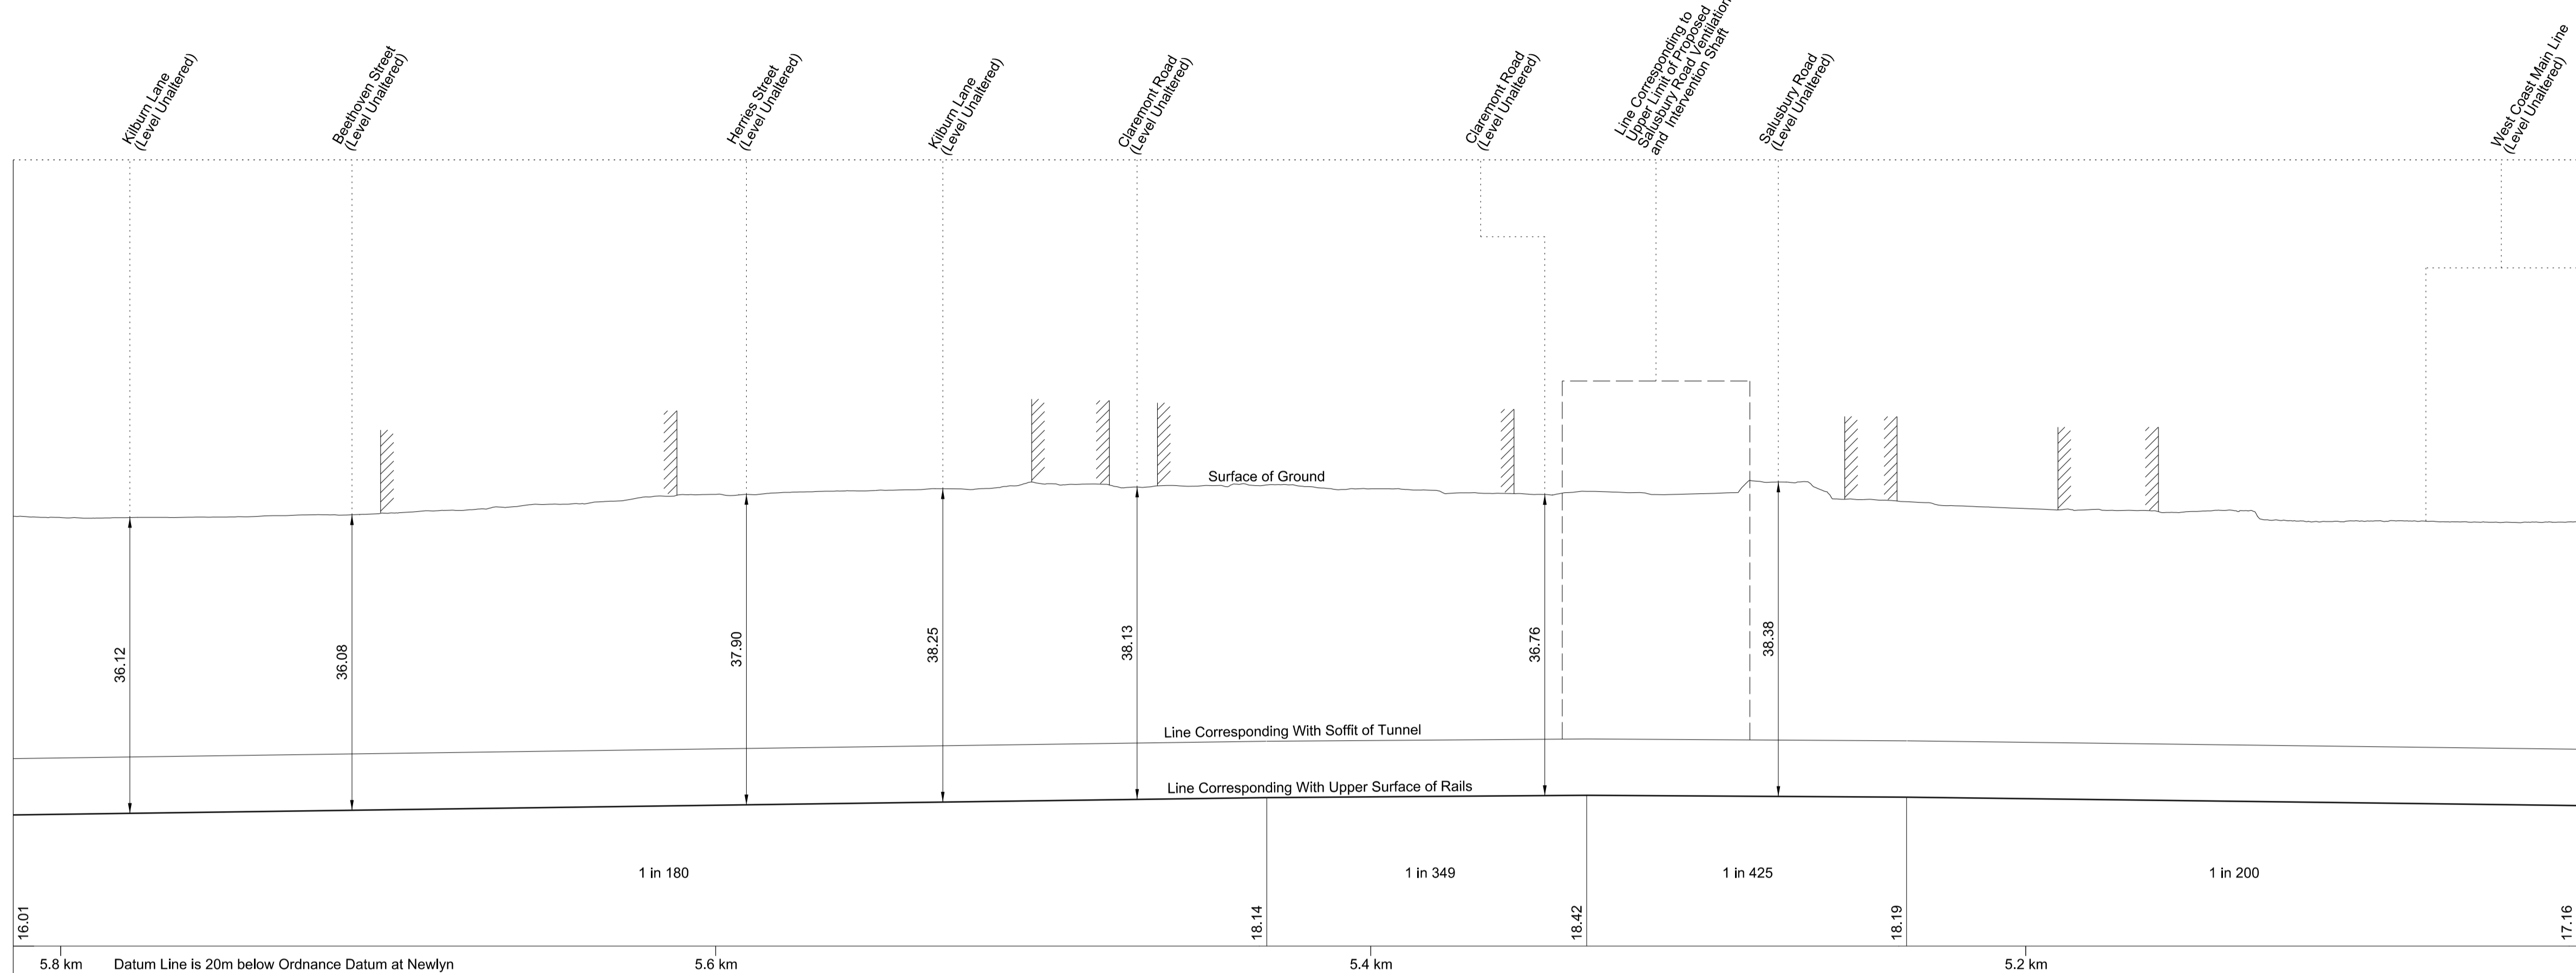 Kilburn Lane
(Level Unaltered)
Beethoven Street
(Level Unaltered)
Herries Street
(Level Unaltered)
Kilburn Lane
(Level Unaltered)
Claremont Road
(Level Unaltered)
Claremont Road
(Level Unaltered)
Line Corresponding to
Upper Limit of Proposed
Salusbury Road Ventilation
and Intervention Shaft
Salusbury Road
(Level Unaltered)
West Coast Main Line
(Level Unaltered)
Surface of Ground
36.12
36.08
37.90
38.25
38.13
36.76
38.38
Line Corresponding With Soffit of Tunnel
Line Corresponding With Upper Surface of Rails
1 in 180
1 in 349
1 in 425
1 in 200
16.01
18.14
18.42
18.19
17.16
5.8 km
Datum Line is 20m below Ordnance Datum at Newlyn
5.6 km
5.4 km
5.2 km